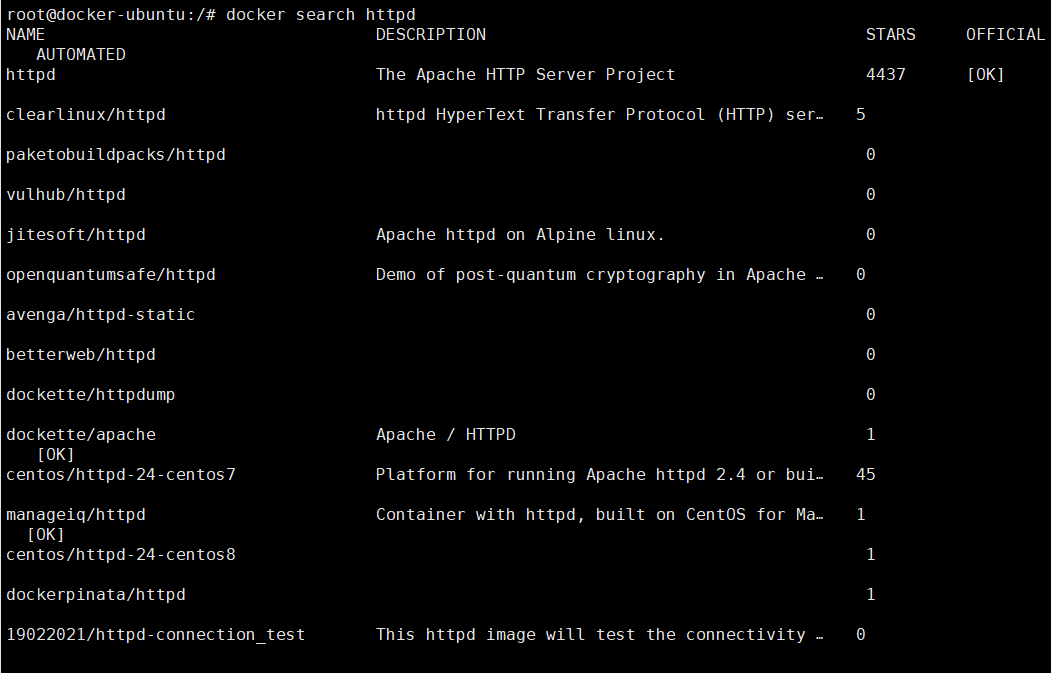 root@docker-ubuntu:/# docker search httpd
NAME                                 DESCRIPTION                                      STARS     OFFICIAL
   AUTOMATED
httpd                                The Apache HTTP Server Project                   4437      [OK]
clearlinux/httpd                     httpd HyperText Transfer Protocol (HTTP) ser…   5
paketobuildpacks/httpd                                                                0
vulhub/httpd                                                                          0
jitesoft/httpd                       Apache httpd on Alpine linux.                    0
openquantumsafe/httpd                Demo of post-quantum cryptography in Apache …   0
avenga/httpd-static                                                                   0
betterweb/httpd                                                                       0
dockette/httpdump                                                                     0
dockette/apache                      Apache / HTTPD                                   1
   [OK]
centos/httpd-24-centos7              Platform for running Apache httpd 2.4 or bui…   45
manageiq/httpd                       Container with httpd, built on CentOS for Ma…   1
  [OK]
centos/httpd-24-centos8                                                               1
dockerpinata/httpd                                                                    1
19022021/httpd-connection_test       This httpd image will test the connectivity …   0